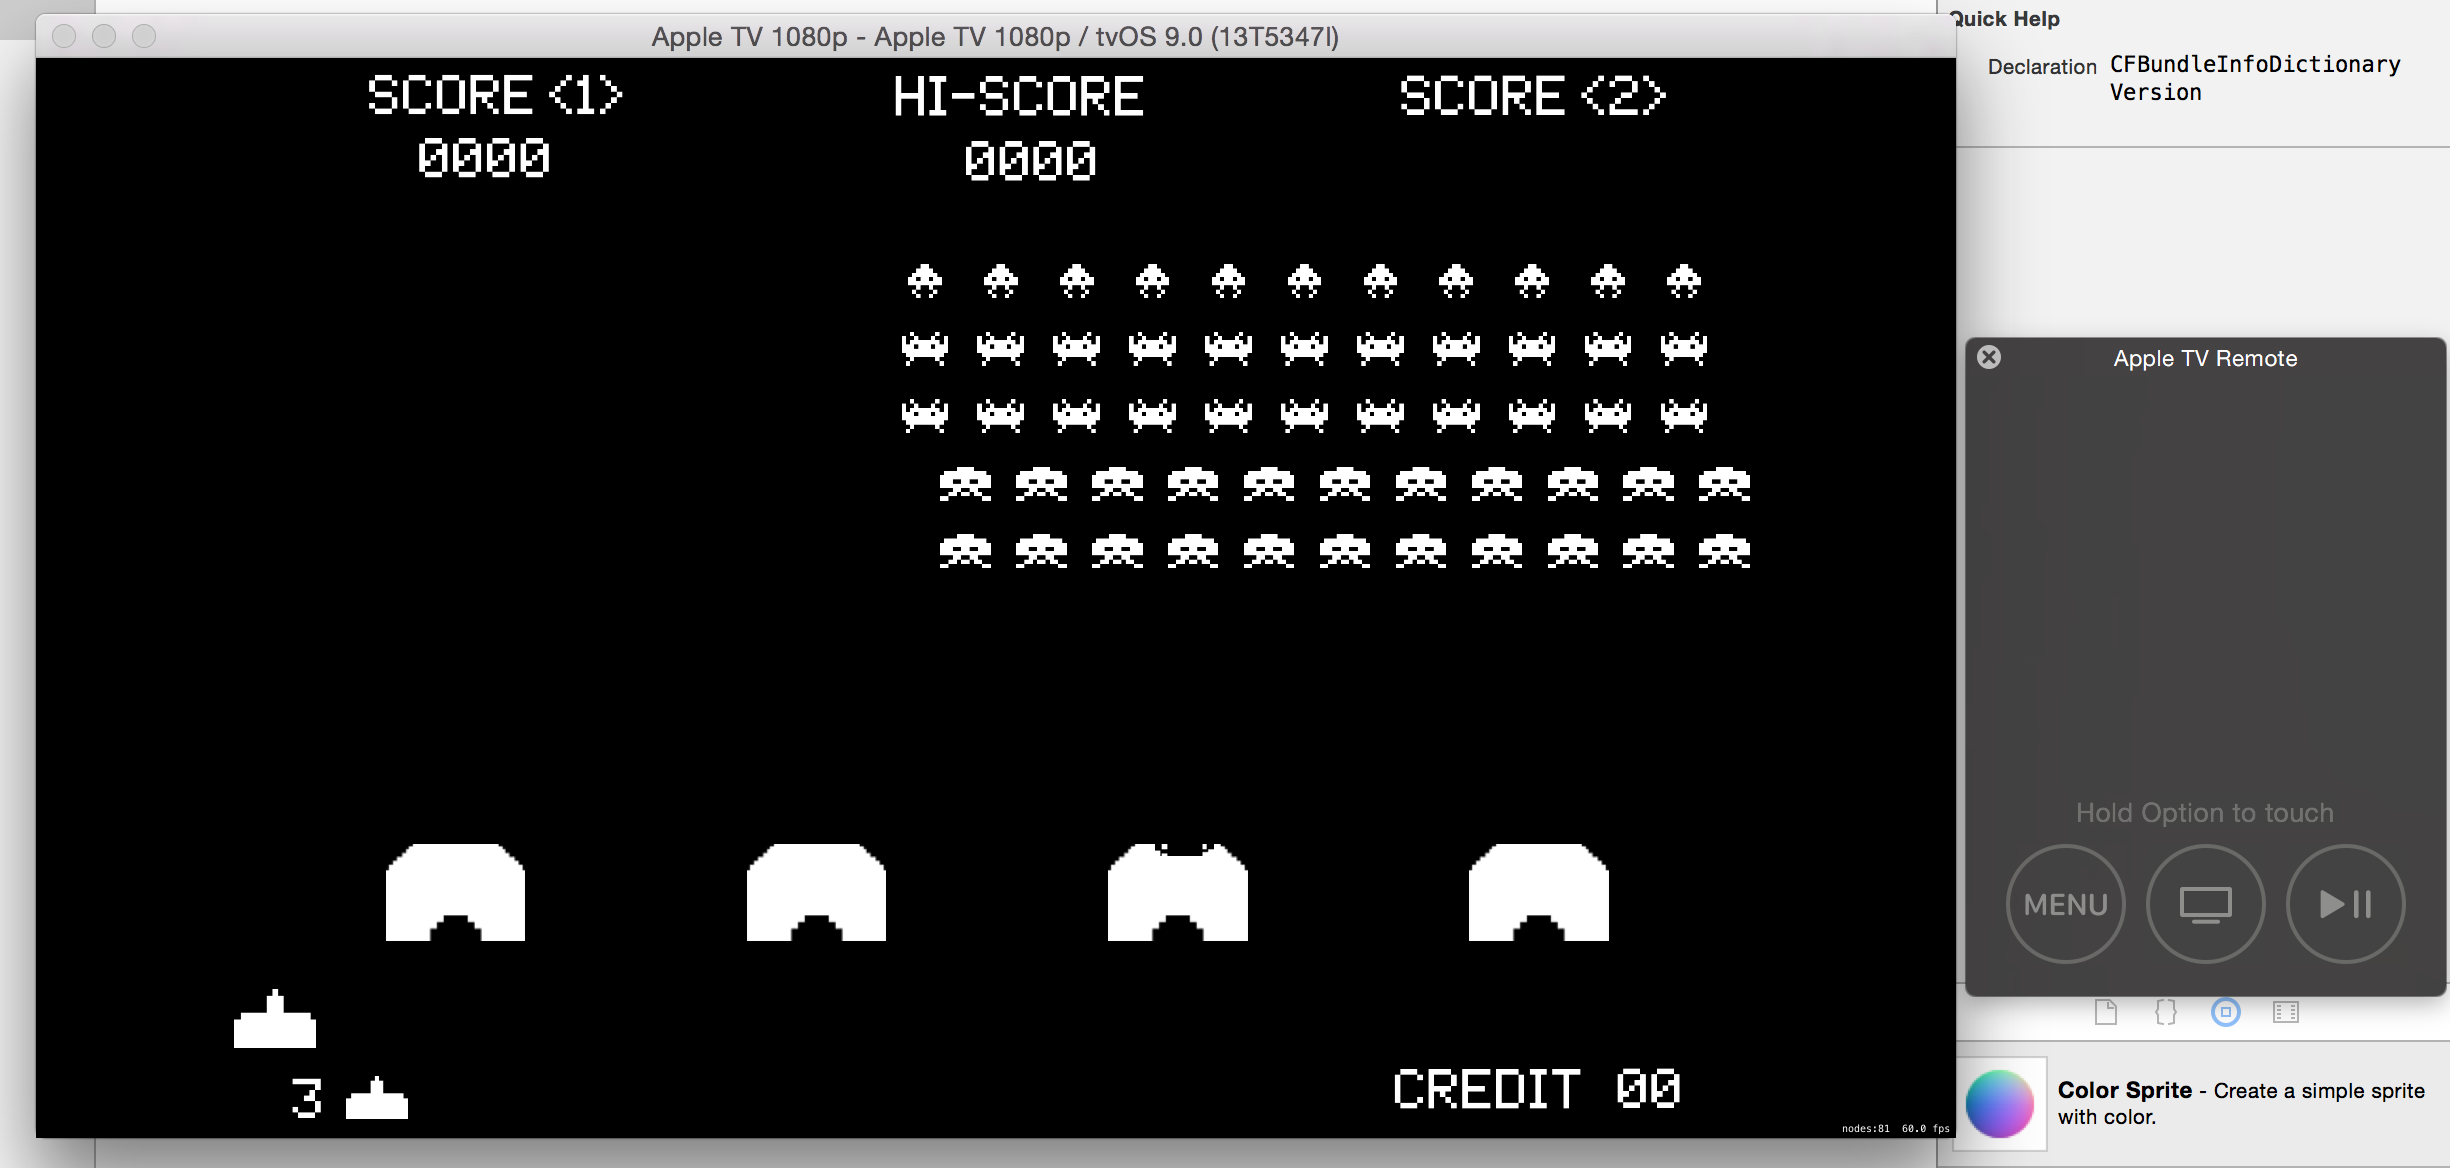 Apple TV 1080p - Apple TV 1080p / tvOS 9.0 (13T5347l)
SCORE <1>
HI-SCORE
SCORE <2>
0000
0000
3
CREDIT 00
nodes:81 60.0 fps
Quick Help
Declaration CFBundleInfoDictionary
Version
Apple TV Remote
Hold Option to touch
MENU
Color Sprite - Create a simple sprite
with color.